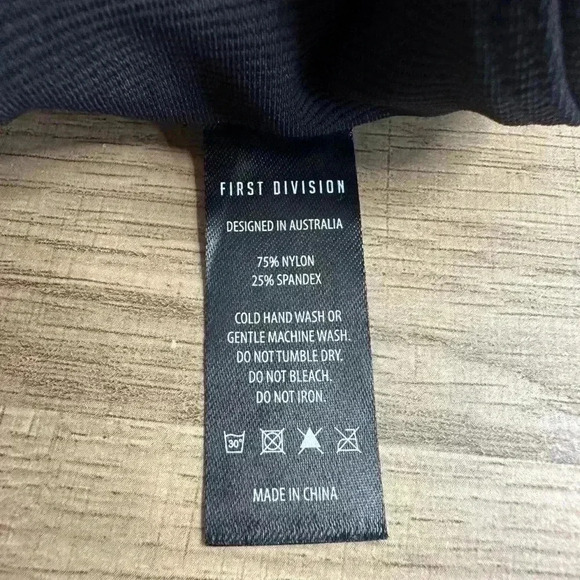 FIRST DIVISION
DESIGNED IN AUSTRALIA
75% NYLON
25% SPANDEX
COLD HAND WASH OR
GENTLE MACHINE WASH.
DO NOT TUMBLE DRY.
DO NOT BLEACH.
DO NOT IRON.
30°
MADE IN CHINA